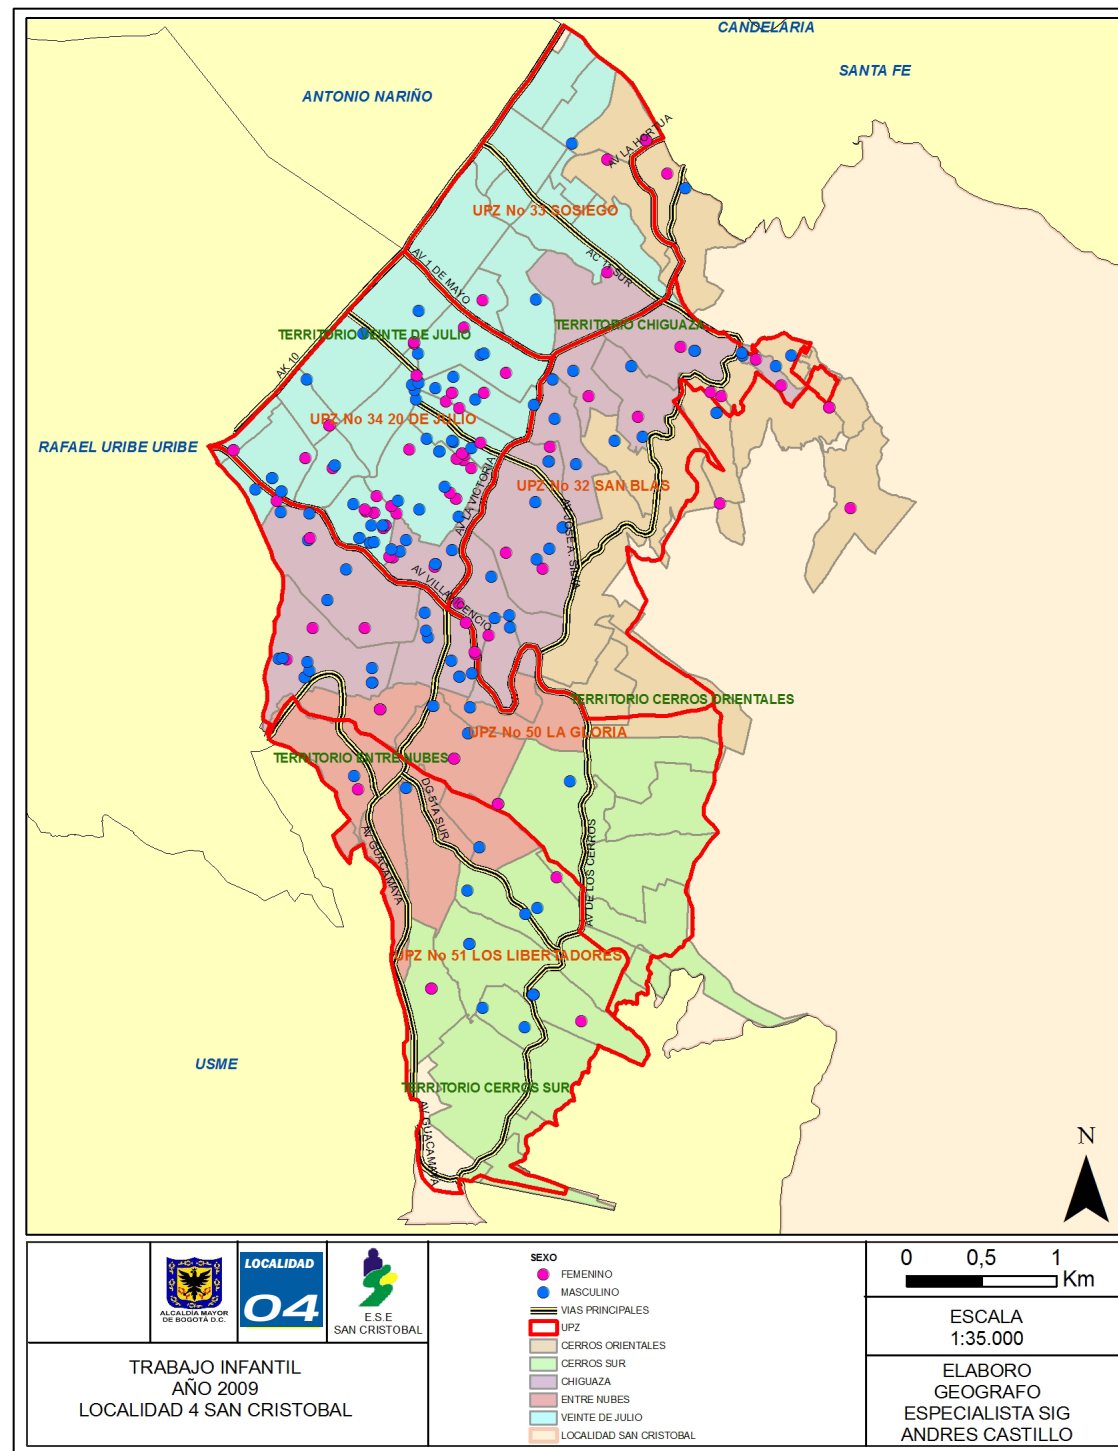 CANDELARIA
SANTA FE
ANTONIO NARIÑO
AV LA HORTUA
UPZ No 33 SOSIEGO
AV 1 DE MAYO
AC 11 SUR
TERRITORIO VEINTE DE JULIO
TERRITORIO CHIGUAZA
AK 10
UPZ No 34 20 DE JULIO
RAFAEL URIBE URIBE
UPZ No 32 SAN BLAS
AV LA VICTORIA
AV JOSE A. SILVA
AV VILLAVICENCIO
TERRITORIO CERROS ORIENTALES
UPZ No 50 LA GLORIA
TERRITORIO ENTRE NUBES
DG 51A SUR
AV GUACAMAYA
AV DE LOS CERROS
UPZ No 51 LOS LIBERTADORES
USME
TERRITORIO CERROS SUR
AV GUACAMAYA
N
ALCALDIA MAYOR
DE BOGOTÁ D.C.
LOCALIDAD
04
E.S.E
SAN CRISTOBAL
TRABAJO INFANTIL
AÑO 2009
LOCALIDAD 4 SAN CRISTOBAL
SEXO
FEMENINO
MASCULINO
VIAS PRINCIPALES
UPZ
CERROS ORIENTALES
CERROS SUR
CHIGUAZA
ENTRE NUBES
VEINTE DE JULIO
LOCALIDAD SAN CRISTOBAL
0 0,5 1
Km
ESCALA
1:35.000
ELABORO
GEOGRAFO
ESPECIALISTA SIG
ANDRES CASTILLO